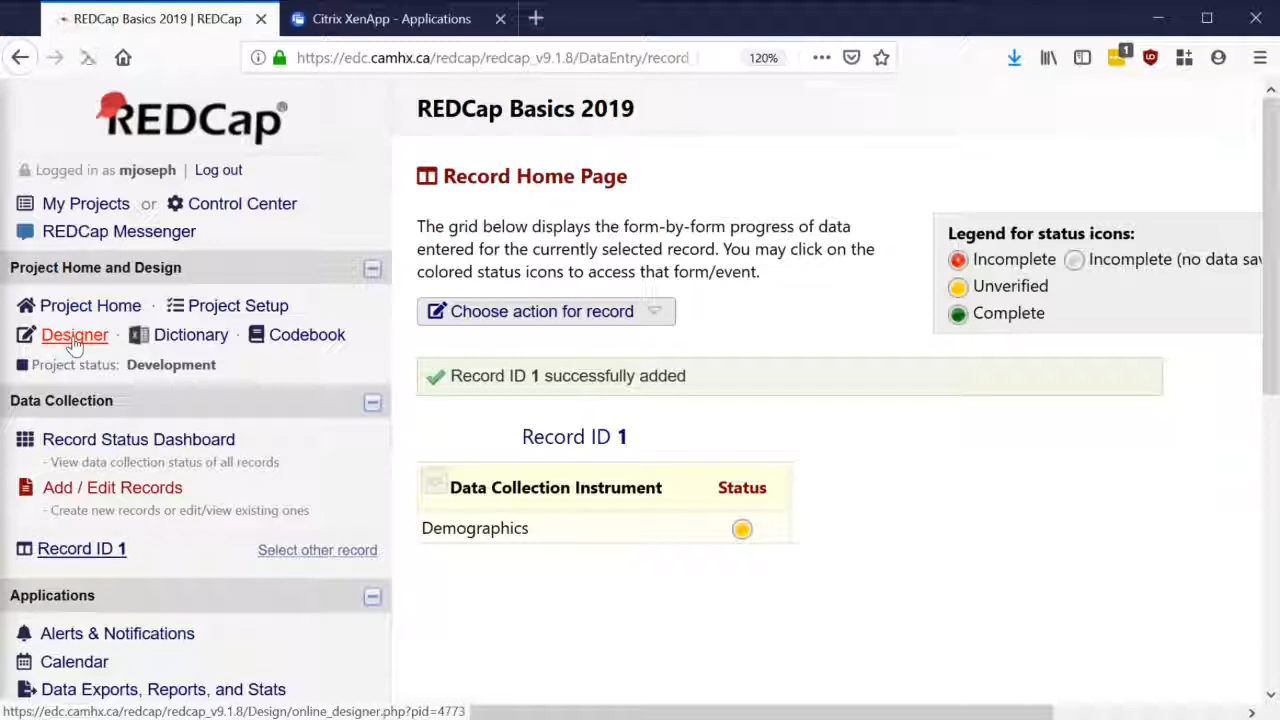 REDCap Basics 2019 | REDCap
Citrix XenApp - Applications
https://edc.camhx.ca/redcap/redcap_v9.1.8/DataEntry/record
120%
1
REDCap®
Logged in as mjoseph | Log out
My Projects or Control Center
REDCap Messenger
Project Home and Design
Project Home · Project Setup
Designer · Dictionary · Codebook
Project status: Development
Data Collection
Record Status Dashboard
- View data collection status of all records
Add / Edit Records
- Create new records or edit/view existing ones
Record ID 1 Select other record
Applications
Alerts & Notifications
Calendar
Data Exports, Reports, and Stats
https://edc.camhx.ca/redcap/redcap_v9.1.8/Design/online_designer.php?pid=4773
REDCap Basics 2019
Record Home Page
The grid below displays the form-by-form progress of data
entered for the currently selected record. You may click on the
colored status icons to access that form/event.
Choose action for record
Legend for status icons:
Incomplete Incomplete (no data sav
Unverified
Complete
Record ID 1 successfully added
Record ID 1
Data Collection Instrument Status
Demographics